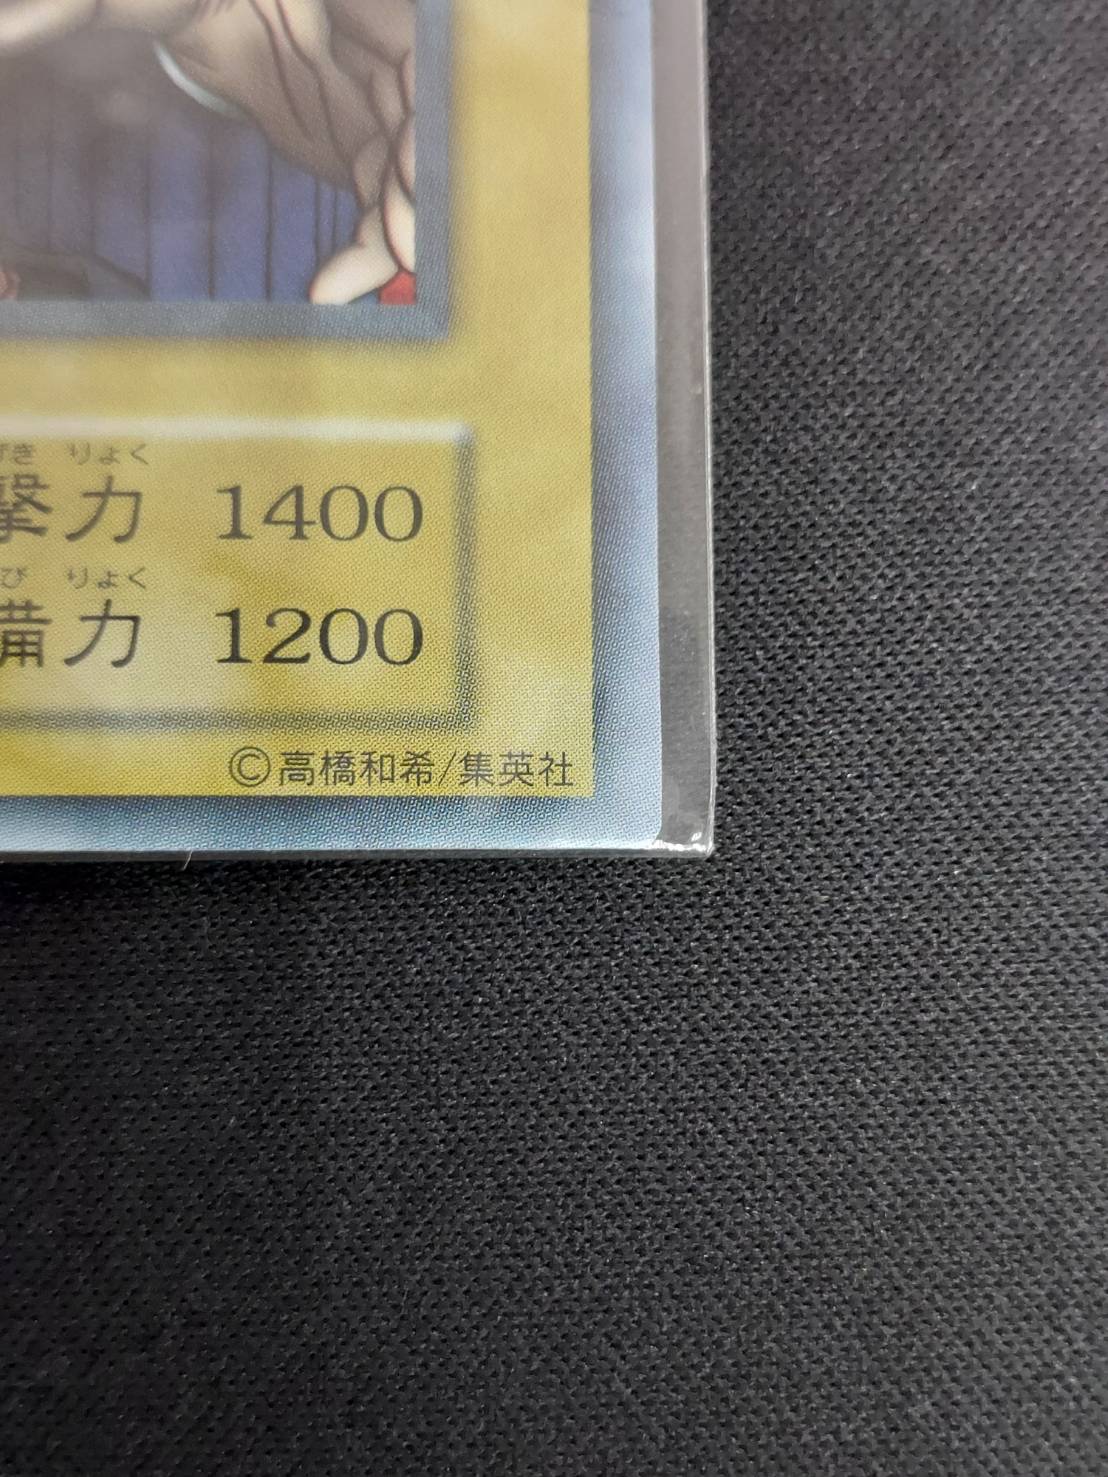 げき りょく
撃力 1400
び りょく
備力 1200
©高橋和希/集英社